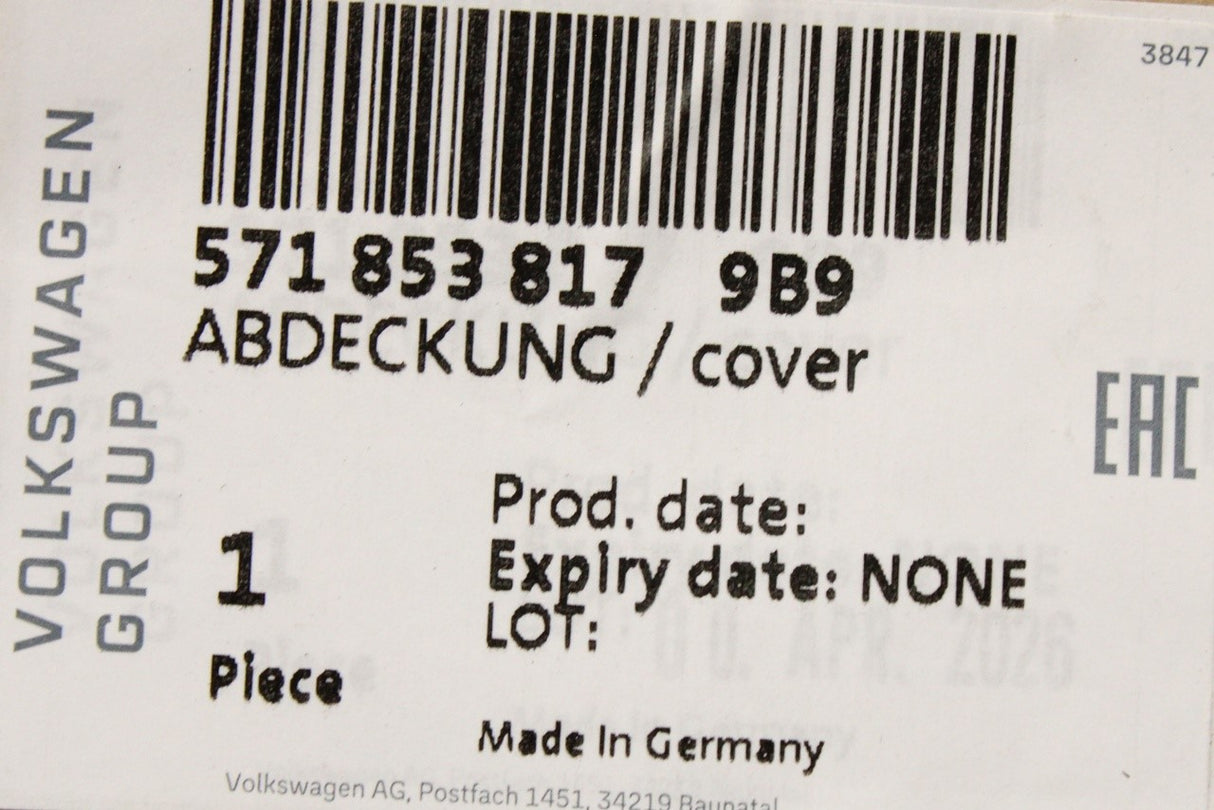 3847
571 853 817 9B9
ABDECKUNG / cover
VOLKSWAGEN
GROUP
EAC
Prod. date:
Expiry date: NONE
LOT:
1
Piece
Made In Germany
Volkswagen AG, Postfach 1451, 34219 Baunatal